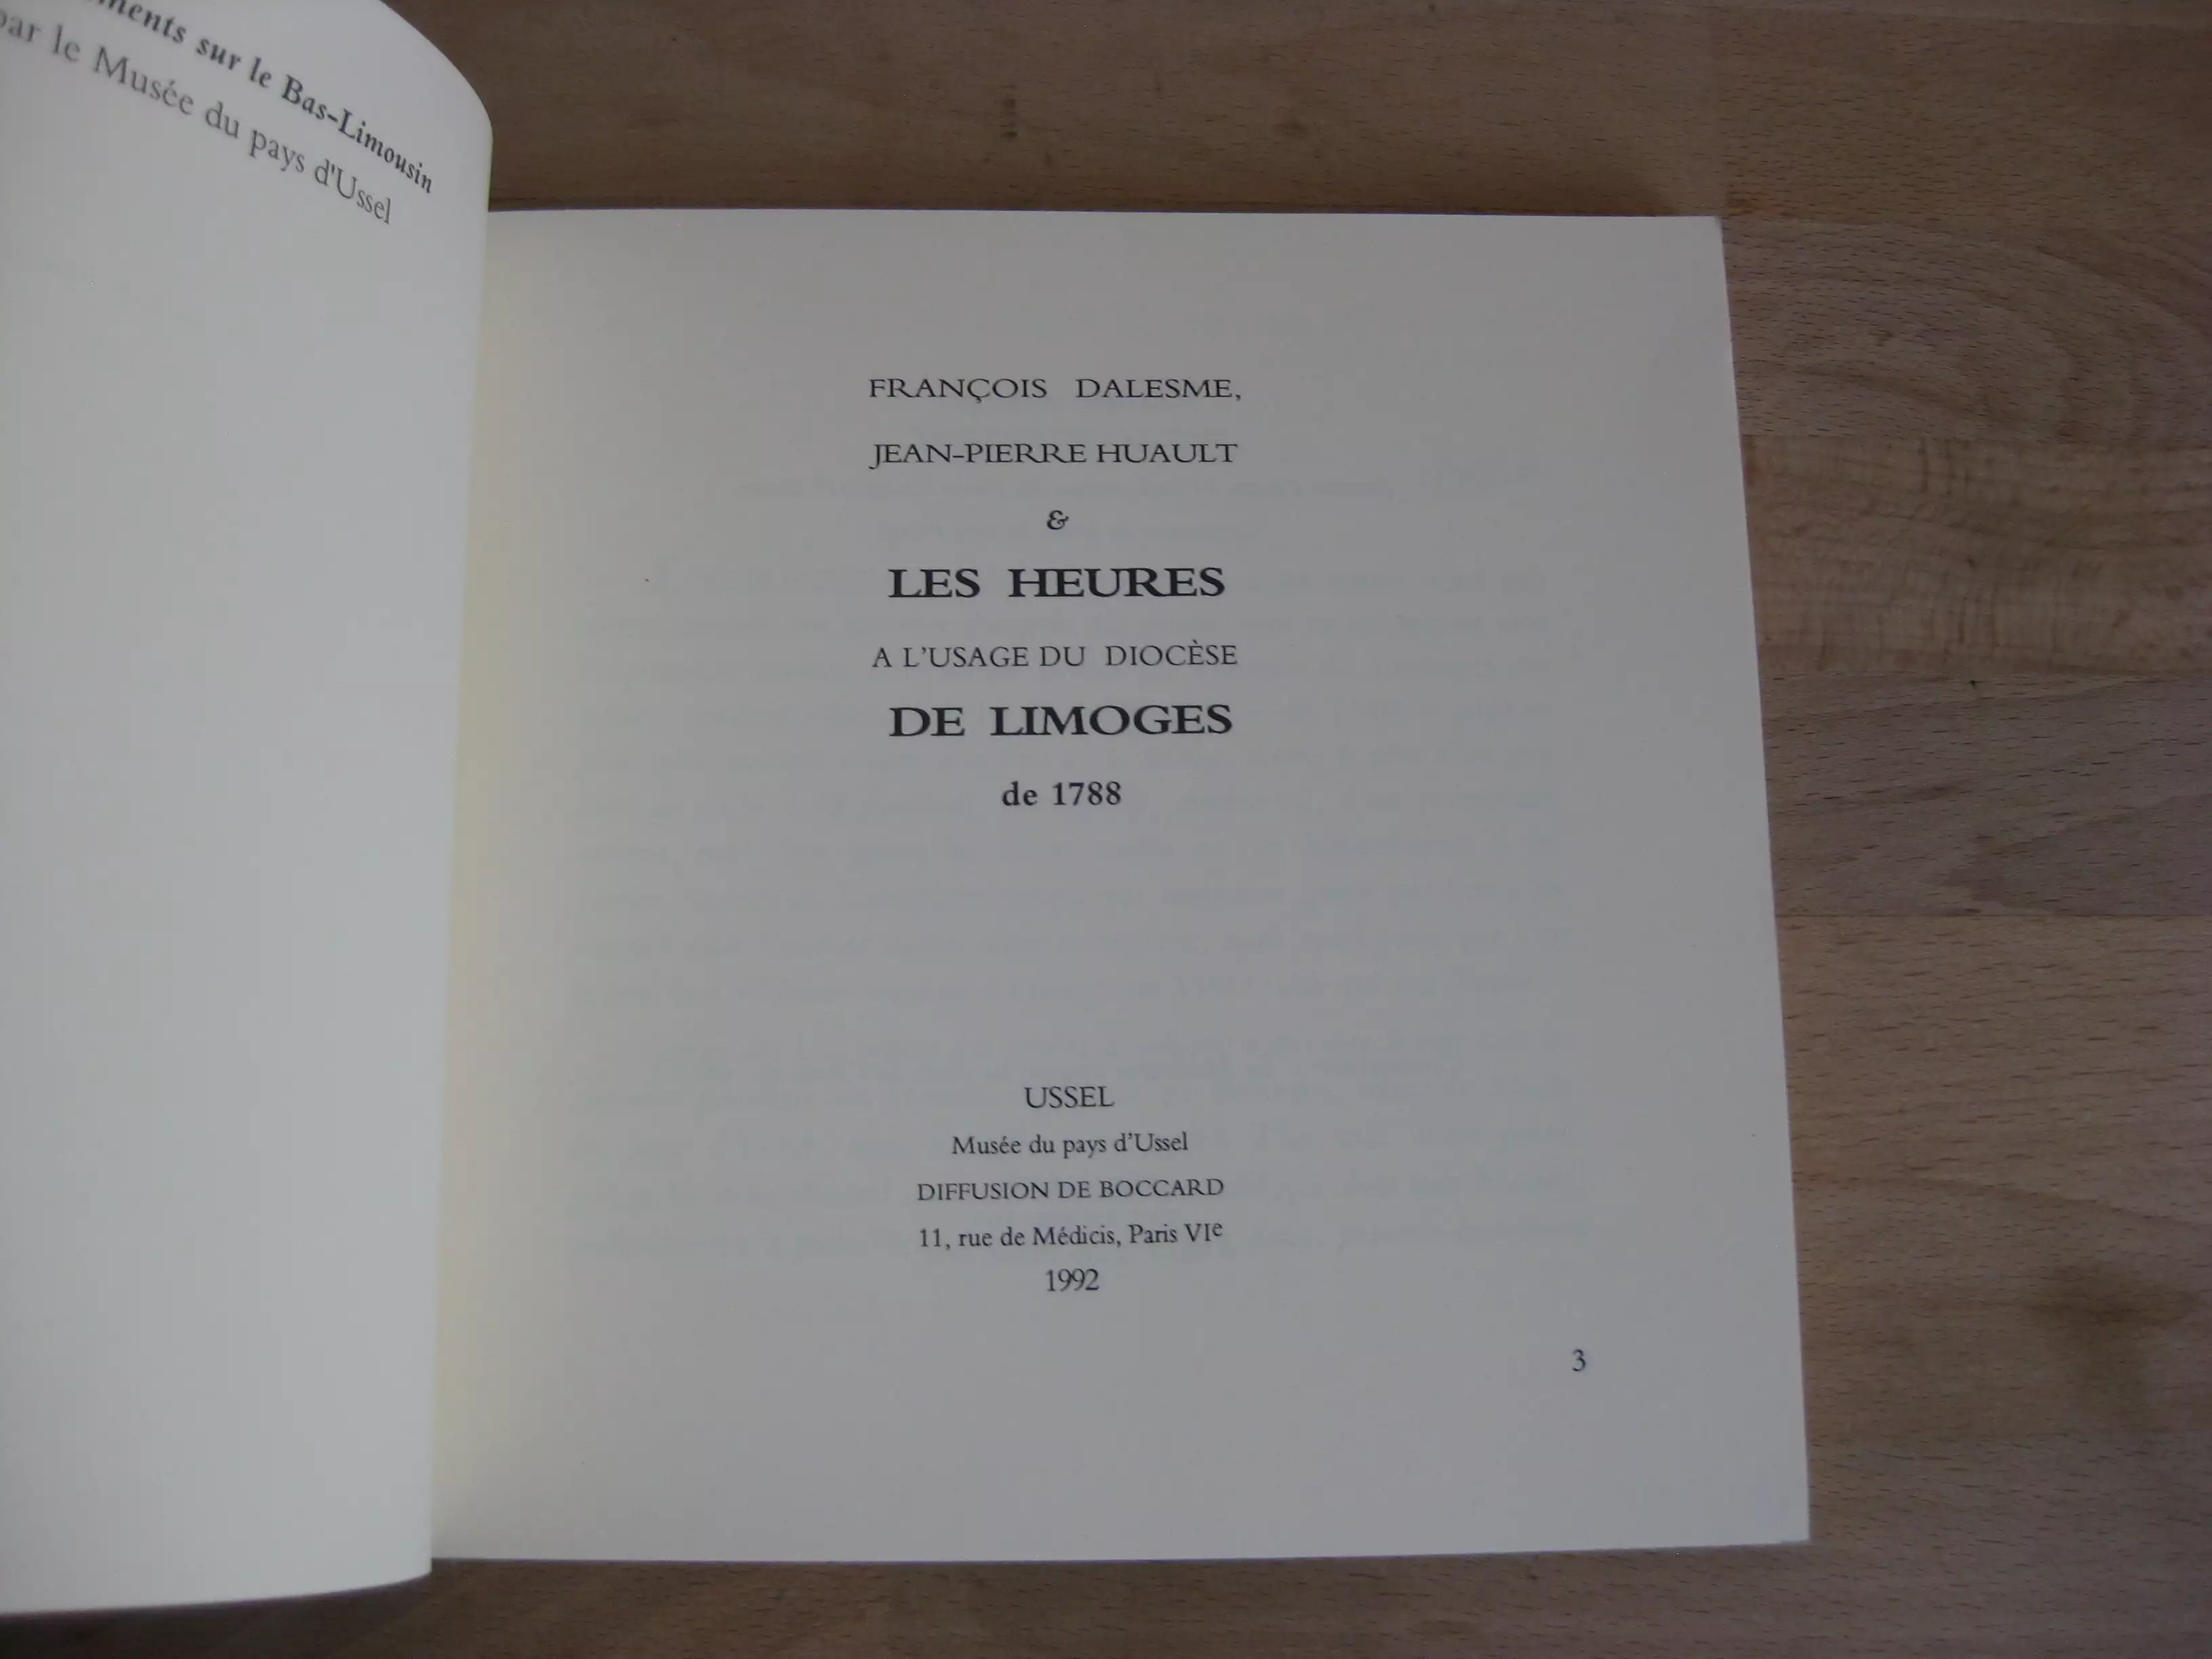 sur le Bas-Limousin
par le Musée du pays d'Ussel
FRANÇOIS DALESME,
JEAN-PIERRE HUAULT
&
LES HEURES
A L'USAGE DU DIOCÈSE
DE LIMOGES
de 1788
USSEL
Musée du pays d'Ussel
DIFFUSION DE BOCCARD
11, rue de Médicis, Paris VIe
1992
3